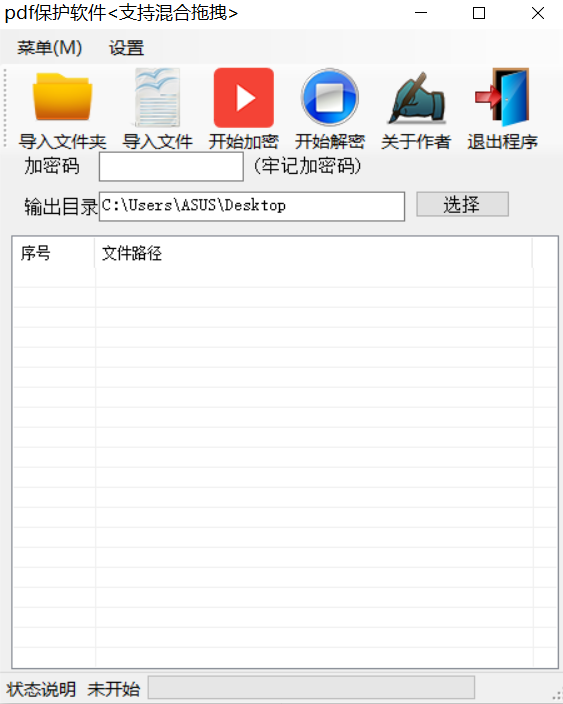 pdf保护软件<支持混合拖拽>
菜单(M) 设置
导入文件夹 导入文件 开始加密 开始解密 关于作者 退出程序
加密码 (牢记加密码)
输出目录 C:\Users\ASUS\Desktop 选择
序号 文件路径
状态说明 未开始